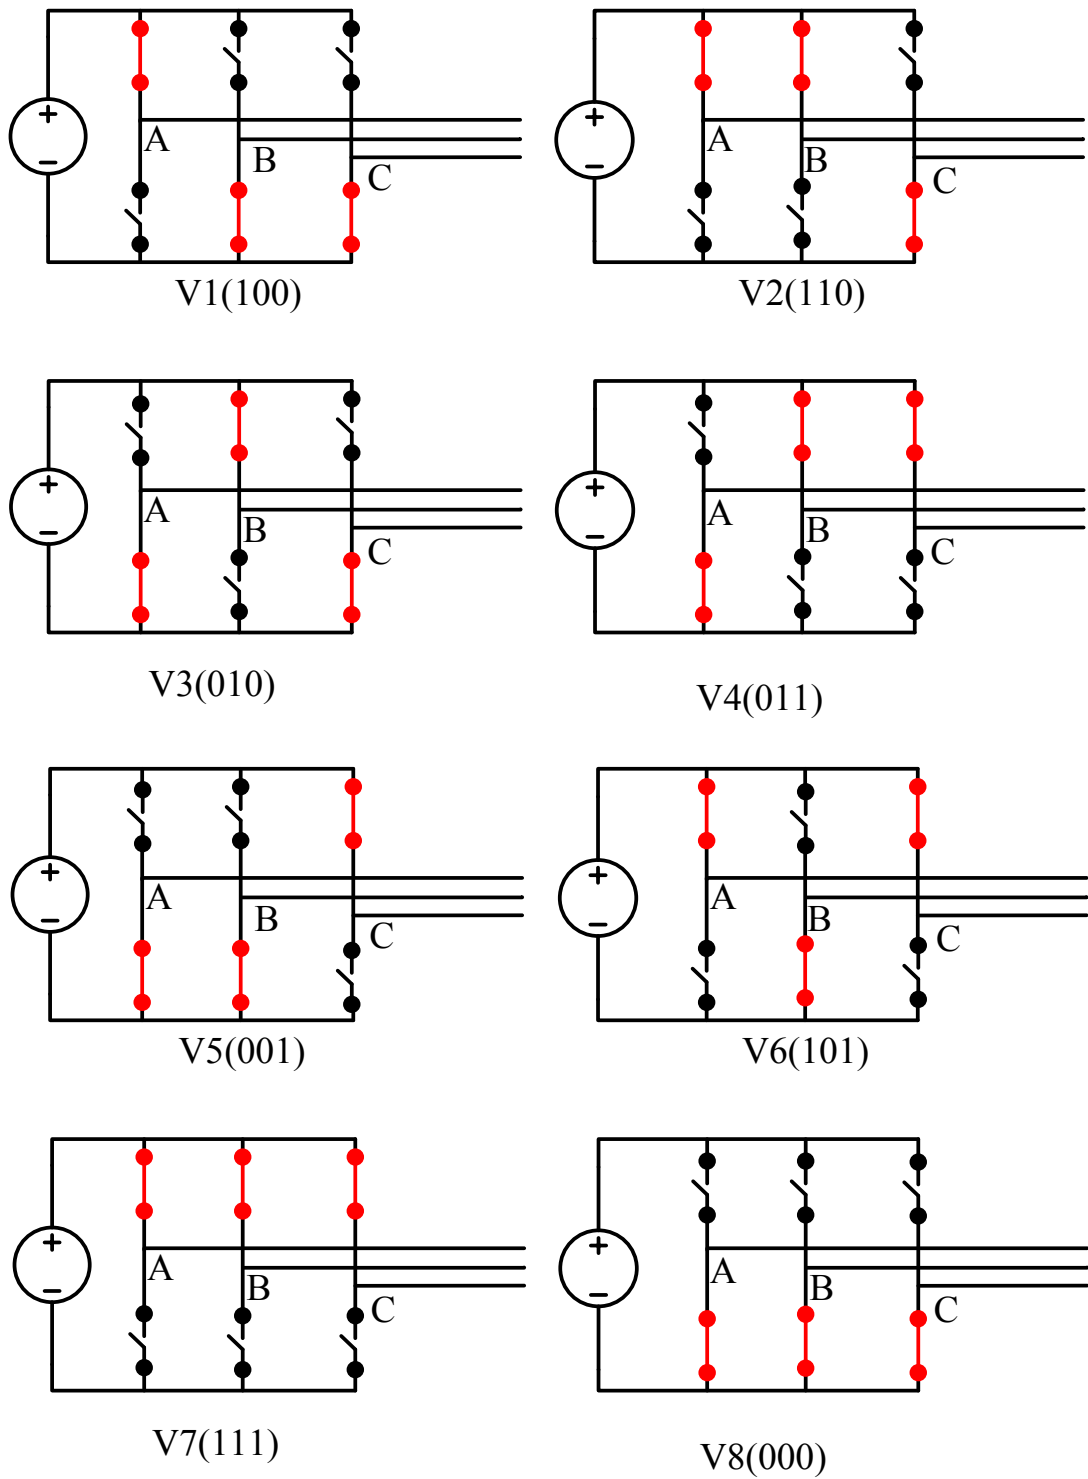 +
−
A
B
C
V1(100)
+
−
A
B
C
V2(110)
+
−
A
B
C
V3(010)
+
−
A
B
C
V4(011)
+
−
A
B
C
V5(001)
+
−
A
B
C
V6(101)
+
−
A
B
C
V7(111)
+
−
A
B
C
V8(000)